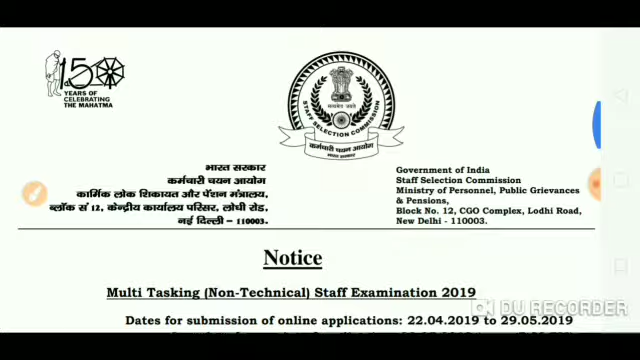 150
YEARS OF
CELEBRATING
THE MAHATMA
STAFF SELECTION COMMISSION
सत्यमेव जयते
कर्मचारी चयन आयोग
भारत सरकार
भारत सरकार
कर्मचारी चयन आयोग
कार्मिक लोक शिकायत और पेंशन मंत्रालय,
ब्लॉक सं 12, केन्द्रीय कार्यालय परिसर, लोधी रोड,
नई दिल्ली – 110003.
Government of India
Staff Selection Commission
Ministry of Personnel, Public Grievances
& Pensions,
Block No. 12, CGO Complex, Lodhi Road,
New Delhi - 110003.
Notice
Multi Tasking (Non-Technical) Staff Examination 2019
Dates for submission of online applications: 22.04.2019 to 29.05.2019
DU RECORDER